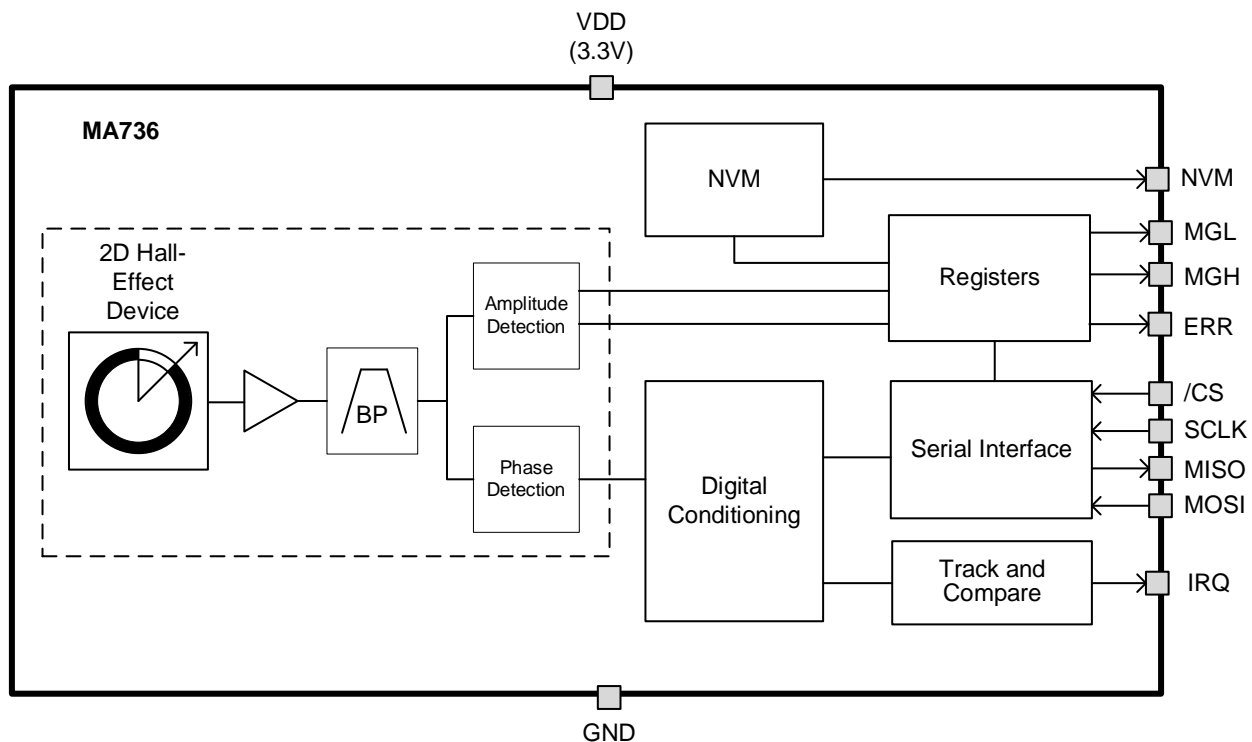 VDD
(3.3V)
MA736
NVM
NVM
2D Hall-
Effect
Device
Amplitude
Detection
Registers
MGL
MGH
ERR
BP
Phase
Detection
Digital
Conditioning
Serial Interface
/CS
SCLK
MISO
MOSI
Track and
Compare
IRQ
GND